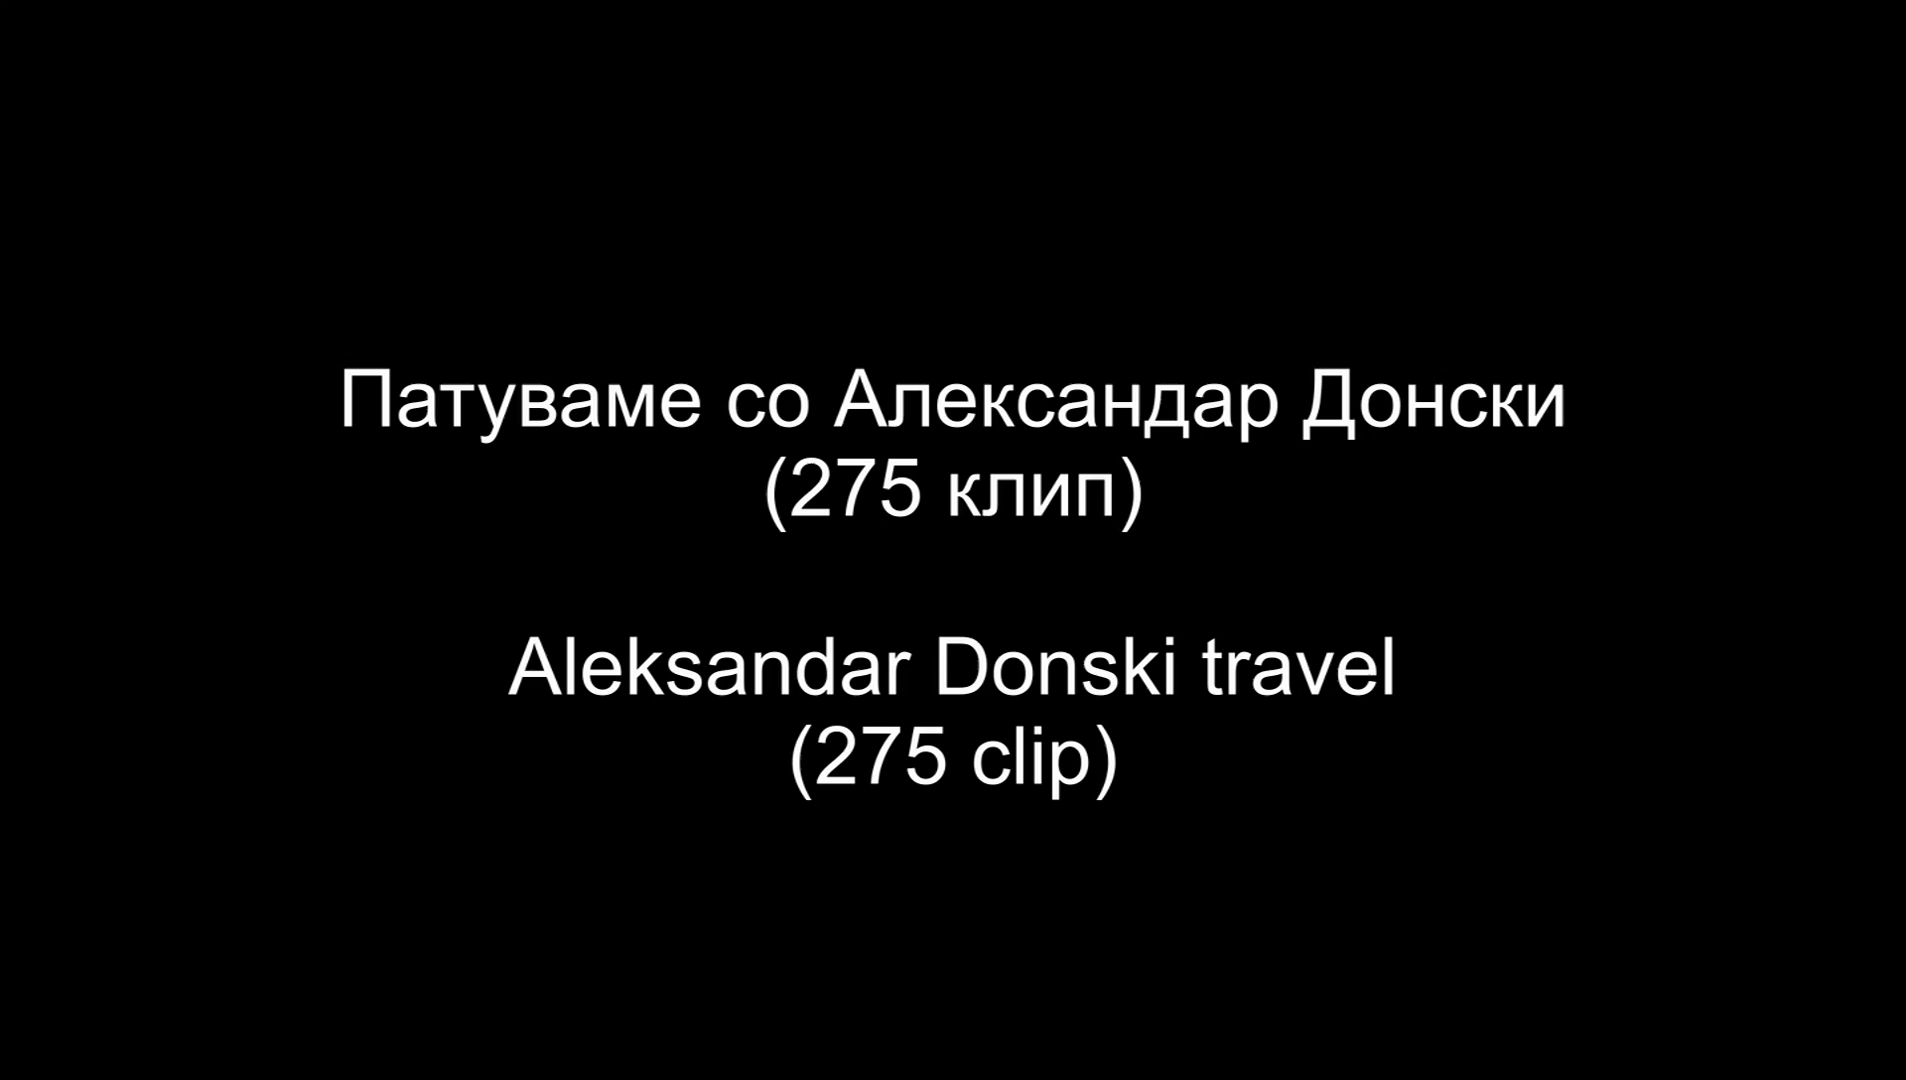 Патуваме со Александар Донски
(275 клип)
Aleksandar Donski travel
(275 clip)